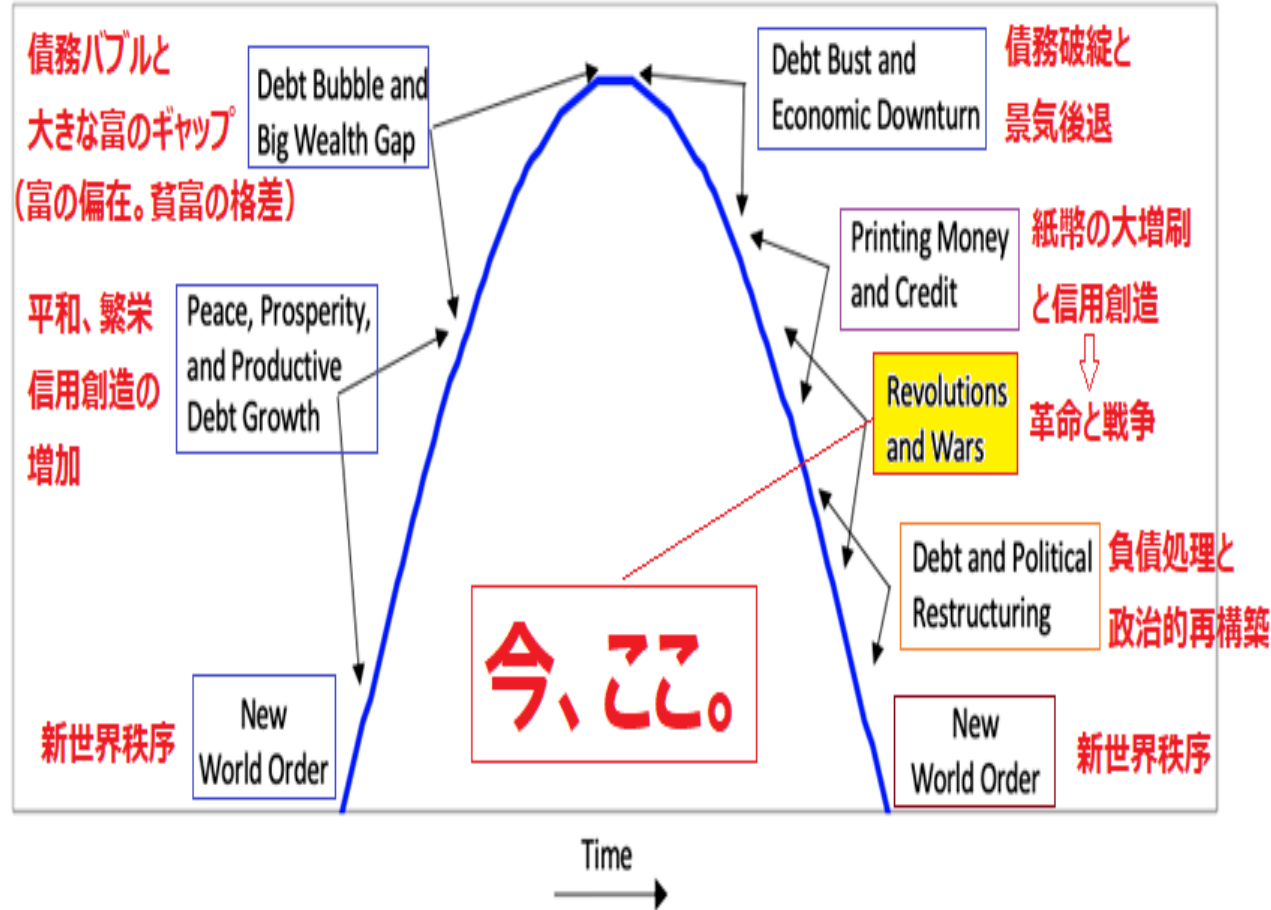 債務バブルと
大きな富のギャップ
(富の偏在。貧富の格差)
Debt Bubble and
Big Wealth Gap
平和、繁栄
信用創造の
増加
Peace, Prosperity,
and Productive
Debt Growth
新世界秩序
New
World Order
Debt Bust and
Economic Downturn
債務破綻と
景気後退
Printing Money
and Credit
紙幣の大増刷
と信用創造
Revolutions
and Wars
革命と戦争
今、ここ。
Debt and Political
Restructuring
負債処理と
政治的再構築
New
World Order
新世界秩序
Time